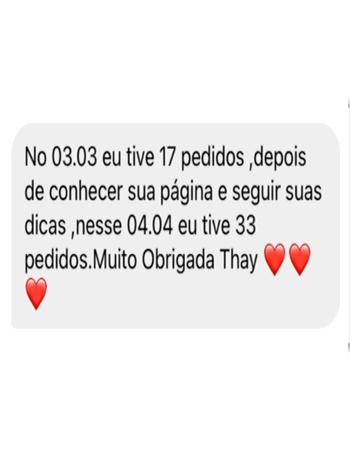 No 03.03 eu tive 17 pedidos ,depois
de conhecer sua página e seguir suas
dicas ,nesse 04.04 eu tive 33
pedidos.Muito Obrigada Thay ❤️❤️
❤️